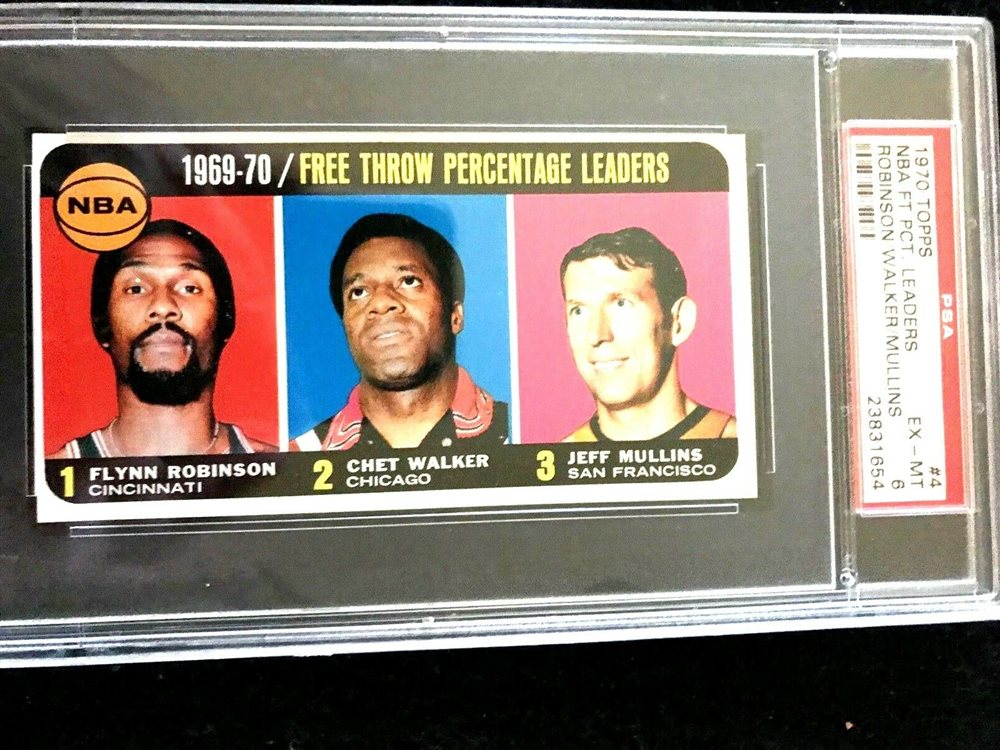 1969-70 / FREE THROW PERCENTAGE LEADERS
NBA
1 FLYNN ROBINSON
CINCINNATI
2 CHET WALKER
CHICAGO
3 JEFF MULLINS
SAN FRANCISCO
PSA
1970 TOPPS #4
NBA FT PCT. LEADERS EX - MT
ROBINSON WALKER MULLINS 6
23831654